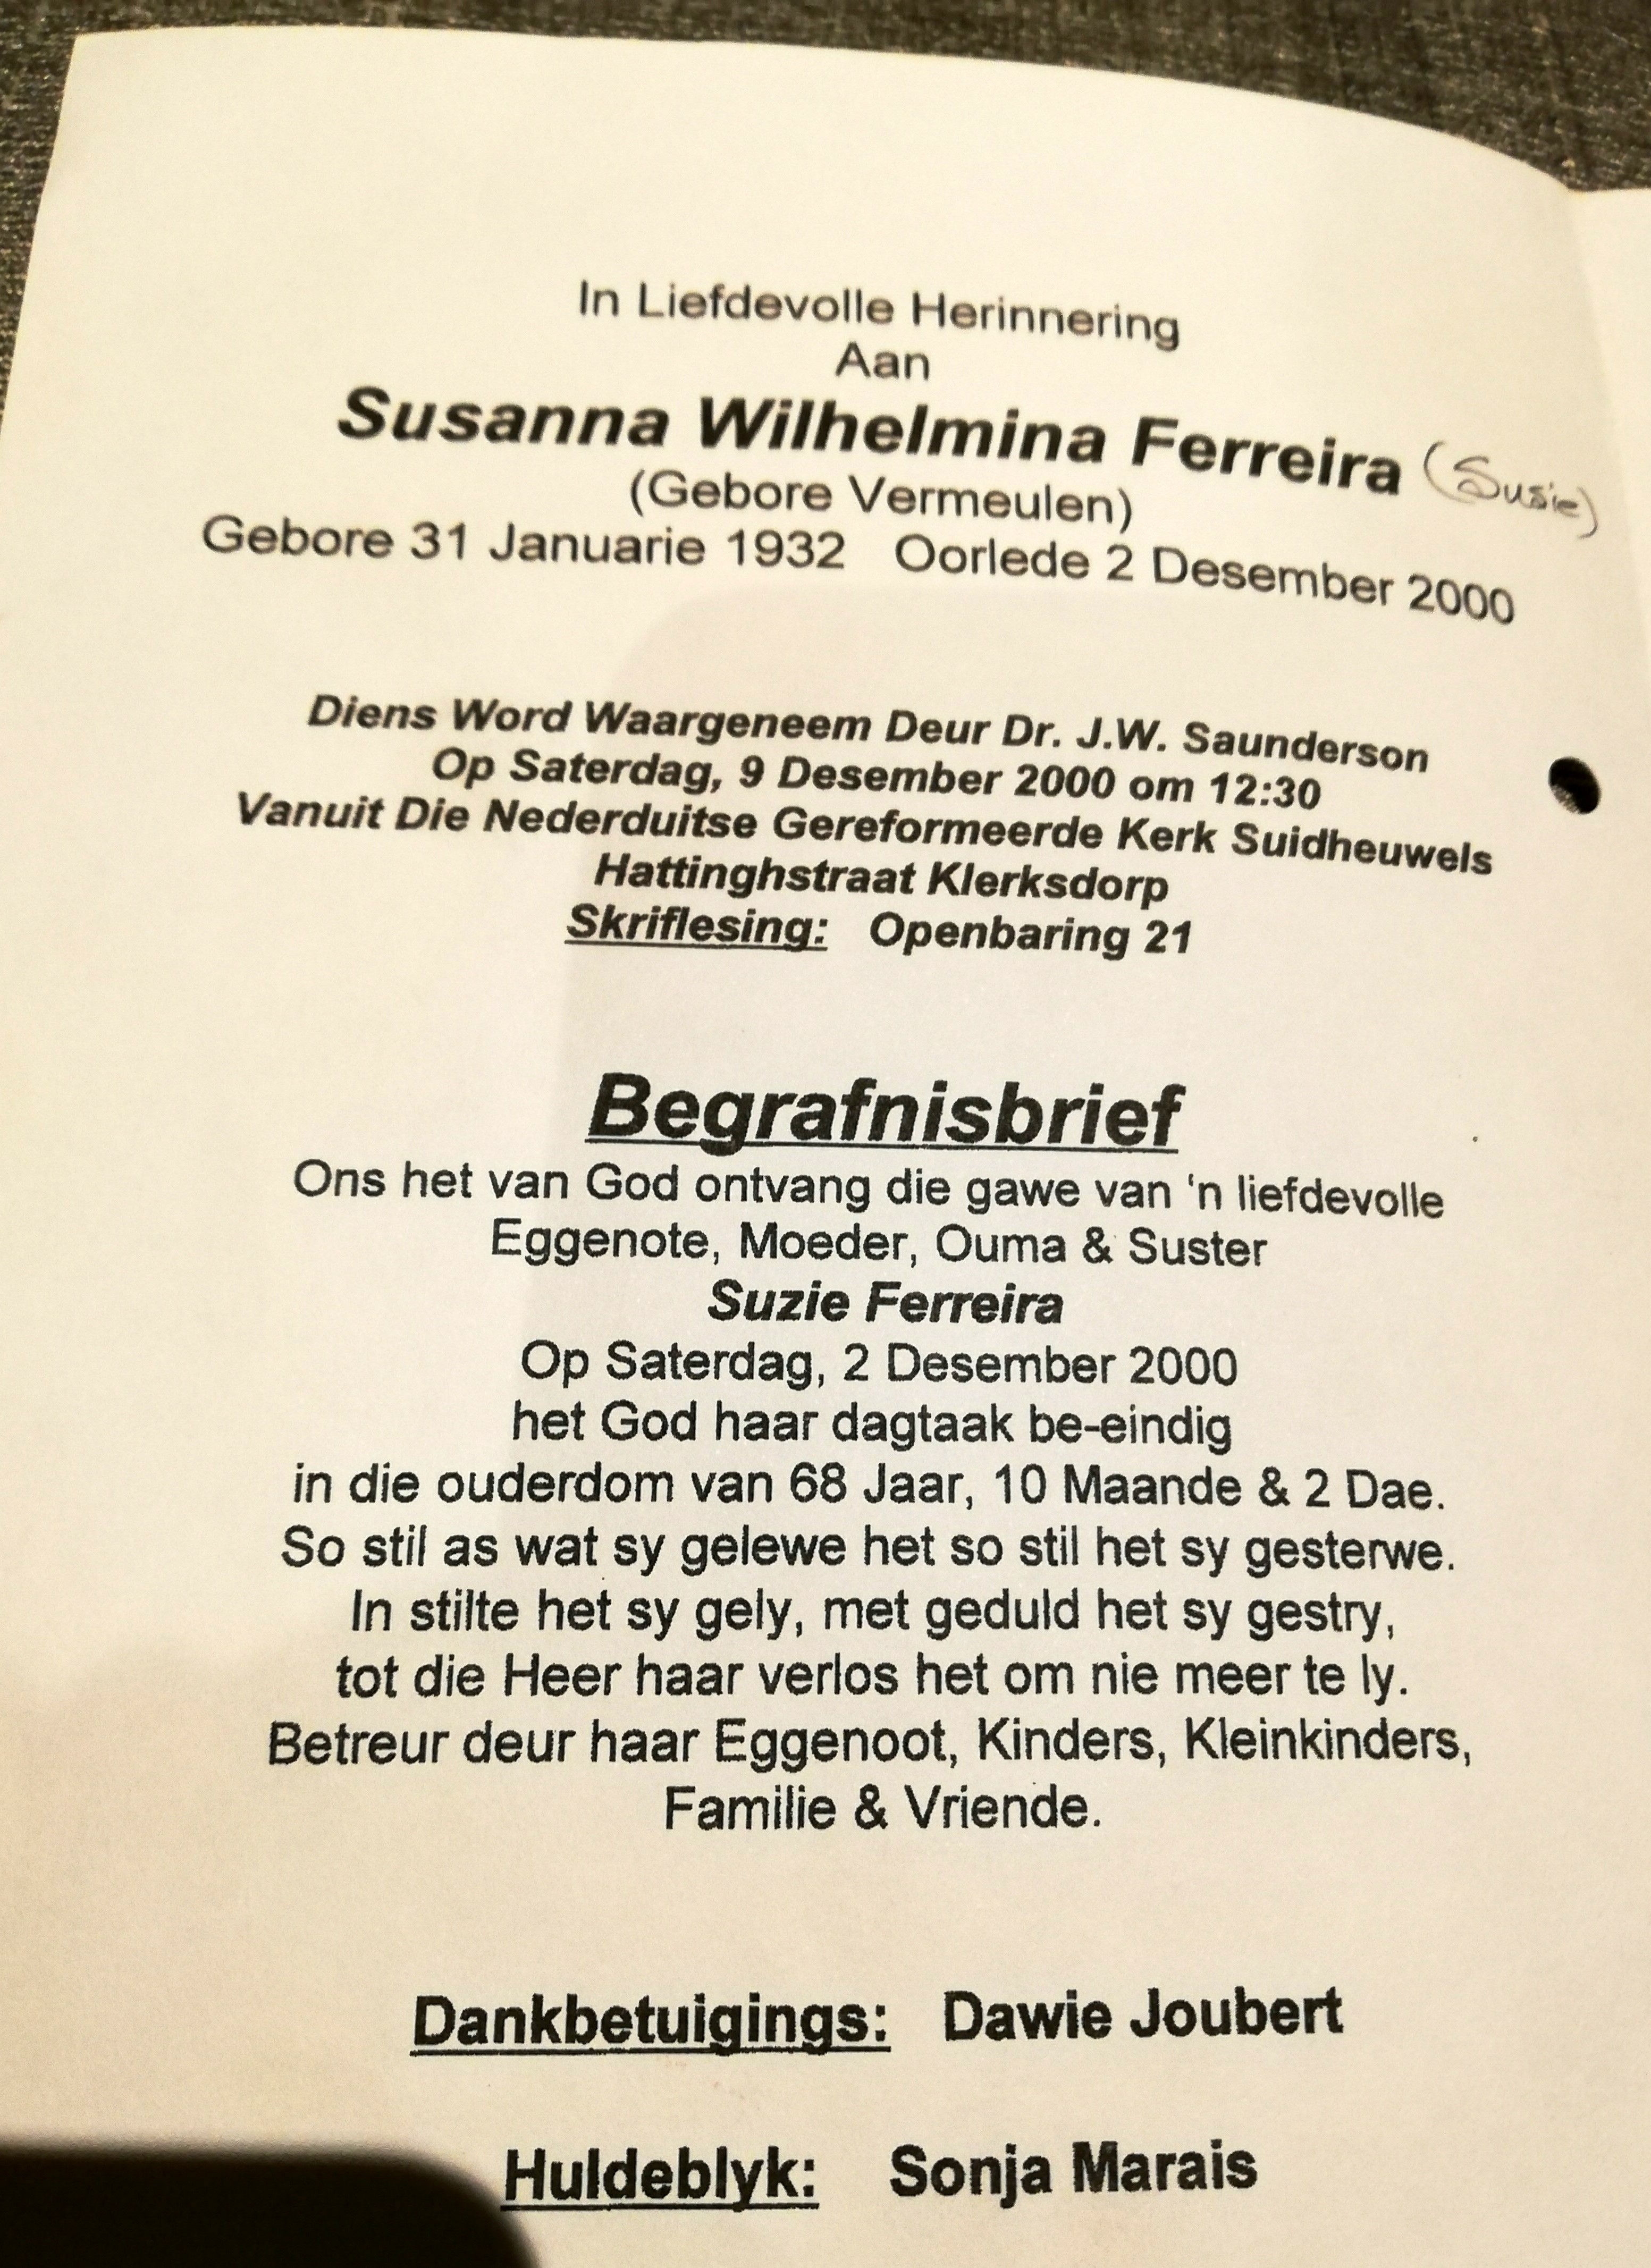 In Liefdevolle Herinnering
Aan
Susanna Wilhelmina Ferreira (Susie)
(Gebore Vermeulen)
Gebore 31 Januarie 1932 Oorlede 2 Desember 2000
Diens Word Waargeneem Deur Dr. J.W. Saunderson
Op Saterdag, 9 Desember 2000 om 12:30
Vanuit Die Nederduitse Gereformeerde Kerk Suidheuwels
Hattinghstraat Klerksdorp
Skriflesing: Openbaring 21
Begrafnisbrief
Ons het van God ontvang die gawe van 'n liefdevolle
Eggenote, Moeder, Ouma & Suster
Suzie Ferreira
Op Saterdag, 2 Desember 2000
het God haar dagtaak be-eindig
in die ouderdom van 68 Jaar, 10 Maande & 2 Dae.
So stil as wat sy gelewe het so stil het sy gesterwe.
In stilte het sy gely, met geduld het sy gestry,
tot die Heer haar verlos het om nie meer te ly.
Betreur deur haar Eggenoot, Kinders, Kleinkinders,
Familie & Vriende.
Dankbetuigings: Dawie Joubert
Huldeblyk: Sonja Marais